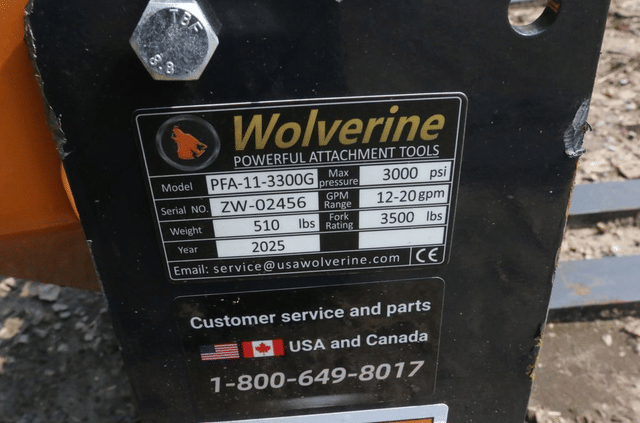 TBF
8.8
Wolverine
POWERFUL ATTACHMENT TOOLS
Model PFA-11-3300G Max pressure 3000 psi
Serial NO. ZW-02456 GPM Range 12-20gpm
Weight 510 lbs Fork Rating 3500 lbs
Year 2025
Email: service@usawolverine.com CE
Customer service and parts
USA and Canada
1-800-649-8017